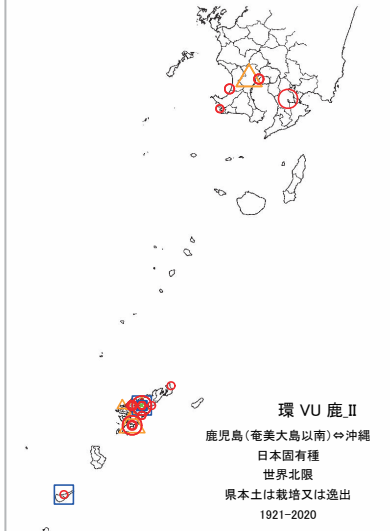 環 VU 鹿_Ⅱ
鹿児島(奄美大島以南)⇔沖縄
日本固有種
世界北限
県本土は栽培又は逸出
1921-2020